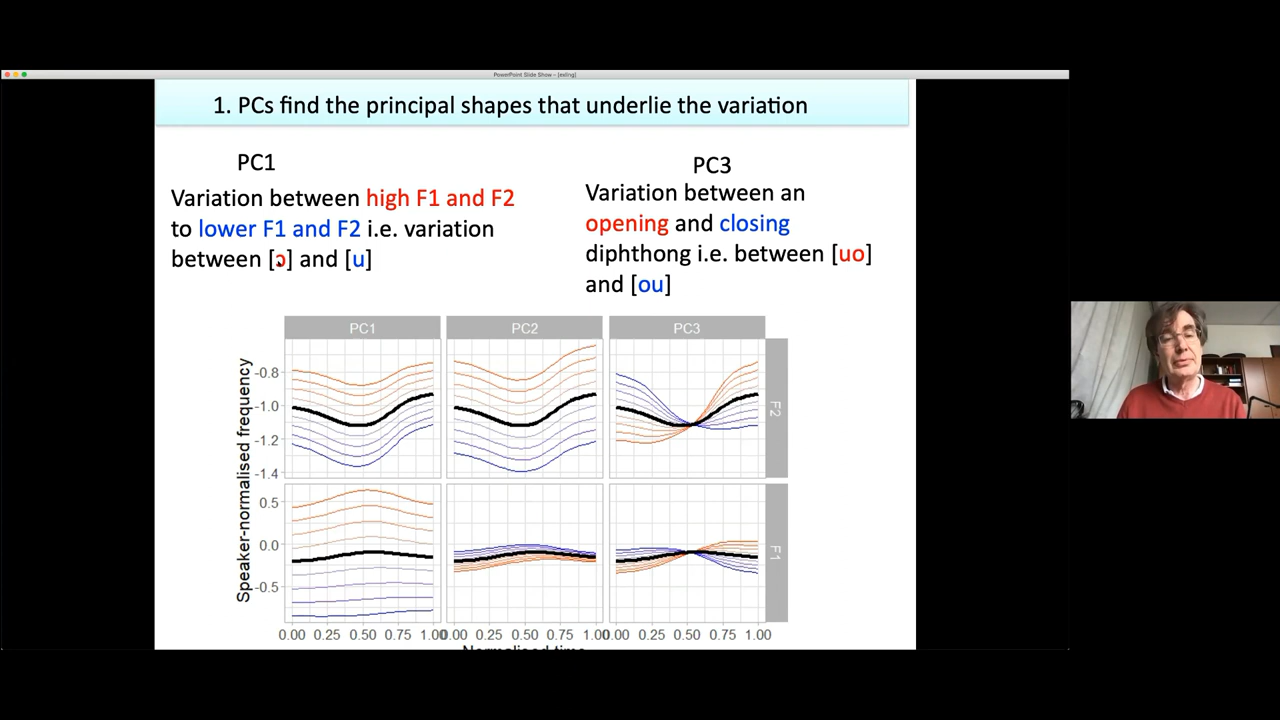 PowerPoint Slide Show - [exling]
1. PCs find the principal shapes that underlie the variation
PC1
Variation between high F1 and F2
to lower F1 and F2 i.e. variation
between [ɔ] and [u]
PC3
Variation between an
opening and closing
diphthong i.e. between [uo]
and [ou]
PC1 PC2 PC3
Speaker-normalised frequency
-0.8
-1.0
-1.2
-1.4
F2
0.5
0.0
-0.5
F1
0.00 0.25 0.50 0.75 1.00 0.00 0.25 0.50 0.75 1.00 0.00 0.25 0.50 0.75 1.00
Normalised time